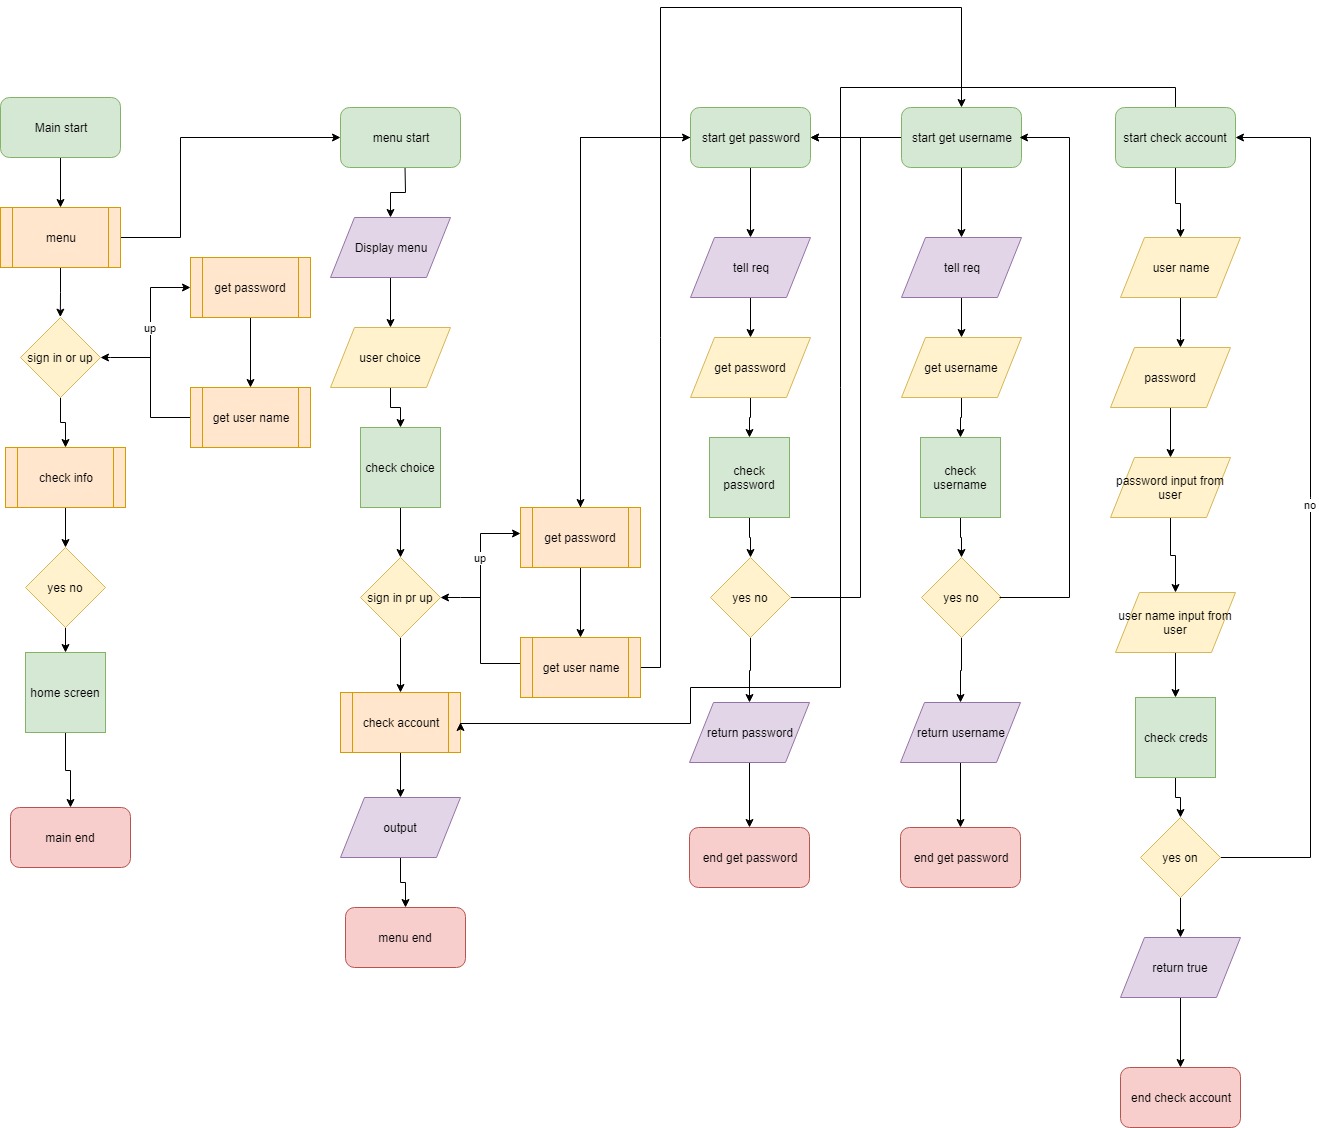 Main start
menu
sign in or up
up
get password
get user name
check info
yes no
home screen
main end
menu start
Display menu
user choice
check choice
sign in pr up
up
get password
get user name
check account
output
menu end
start get password
tell req
get password
check
password
yes no
return password
end get password
start get username
tell req
get username
check
username
yes no
return username
end get password
start check account
user name
password
password input from
user
user name input from
user
check creds
yes on
no
return true
end check account